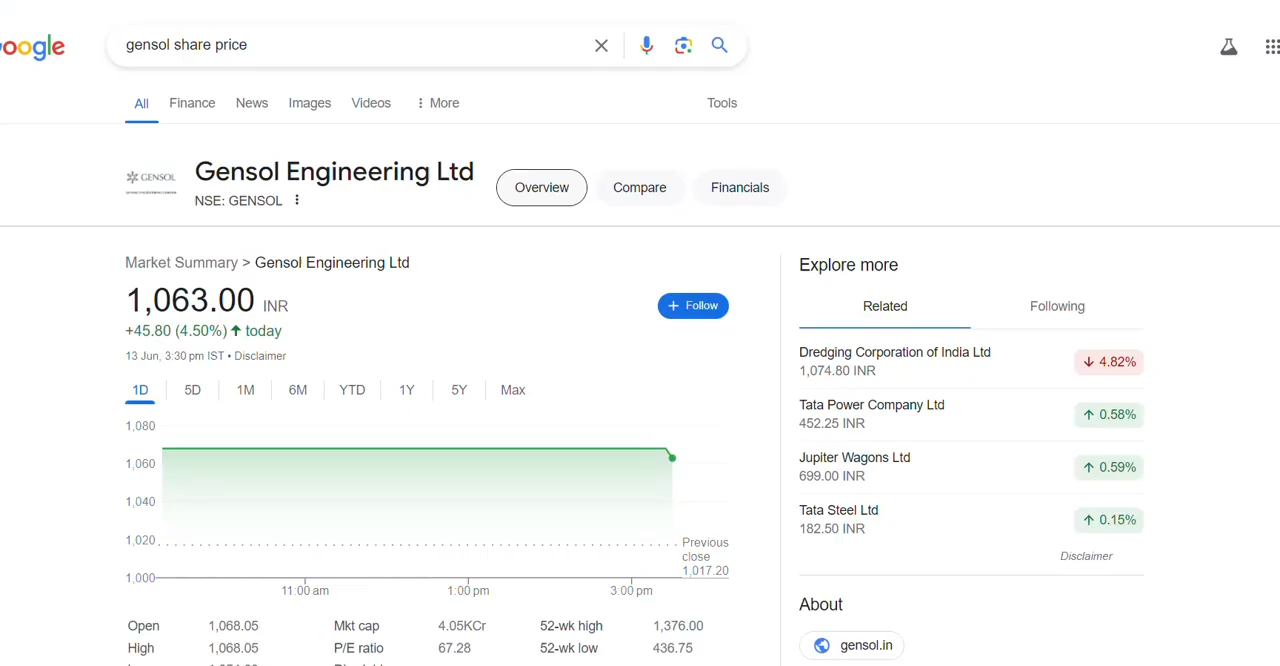 oogle
gensol share price
All Finance News Images Videos More Tools
GENSOL
Gensol Engineering Ltd
NSE: GENSOL
Overview Compare Financials
Market Summary > Gensol Engineering Ltd
1,063.00 INR
+ Follow
+45.80 (4.50%) ↑ today
13 Jun, 3:30 pm IST • Disclaimer
1D 5D 1M 6M YTD 1Y 5Y Max
1,080
1,060
1,040
1,020
1,000
Previous
close
1,017.20
11:00 am 1:00 pm 3:00 pm
Open 1,068.05 Mkt cap 4.05KCr 52-wk high 1,376.00
High 1,068.05 P/E ratio 67.28 52-wk low 436.75
Explore more
Related Following
Dredging Corporation of India Ltd
1,074.80 INR
↓ 4.82%
Tata Power Company Ltd
452.25 INR
↑ 0.58%
Jupiter Wagons Ltd
699.00 INR
↑ 0.59%
Tata Steel Ltd
182.50 INR
↑ 0.15%
Disclaimer
About
gensol.in